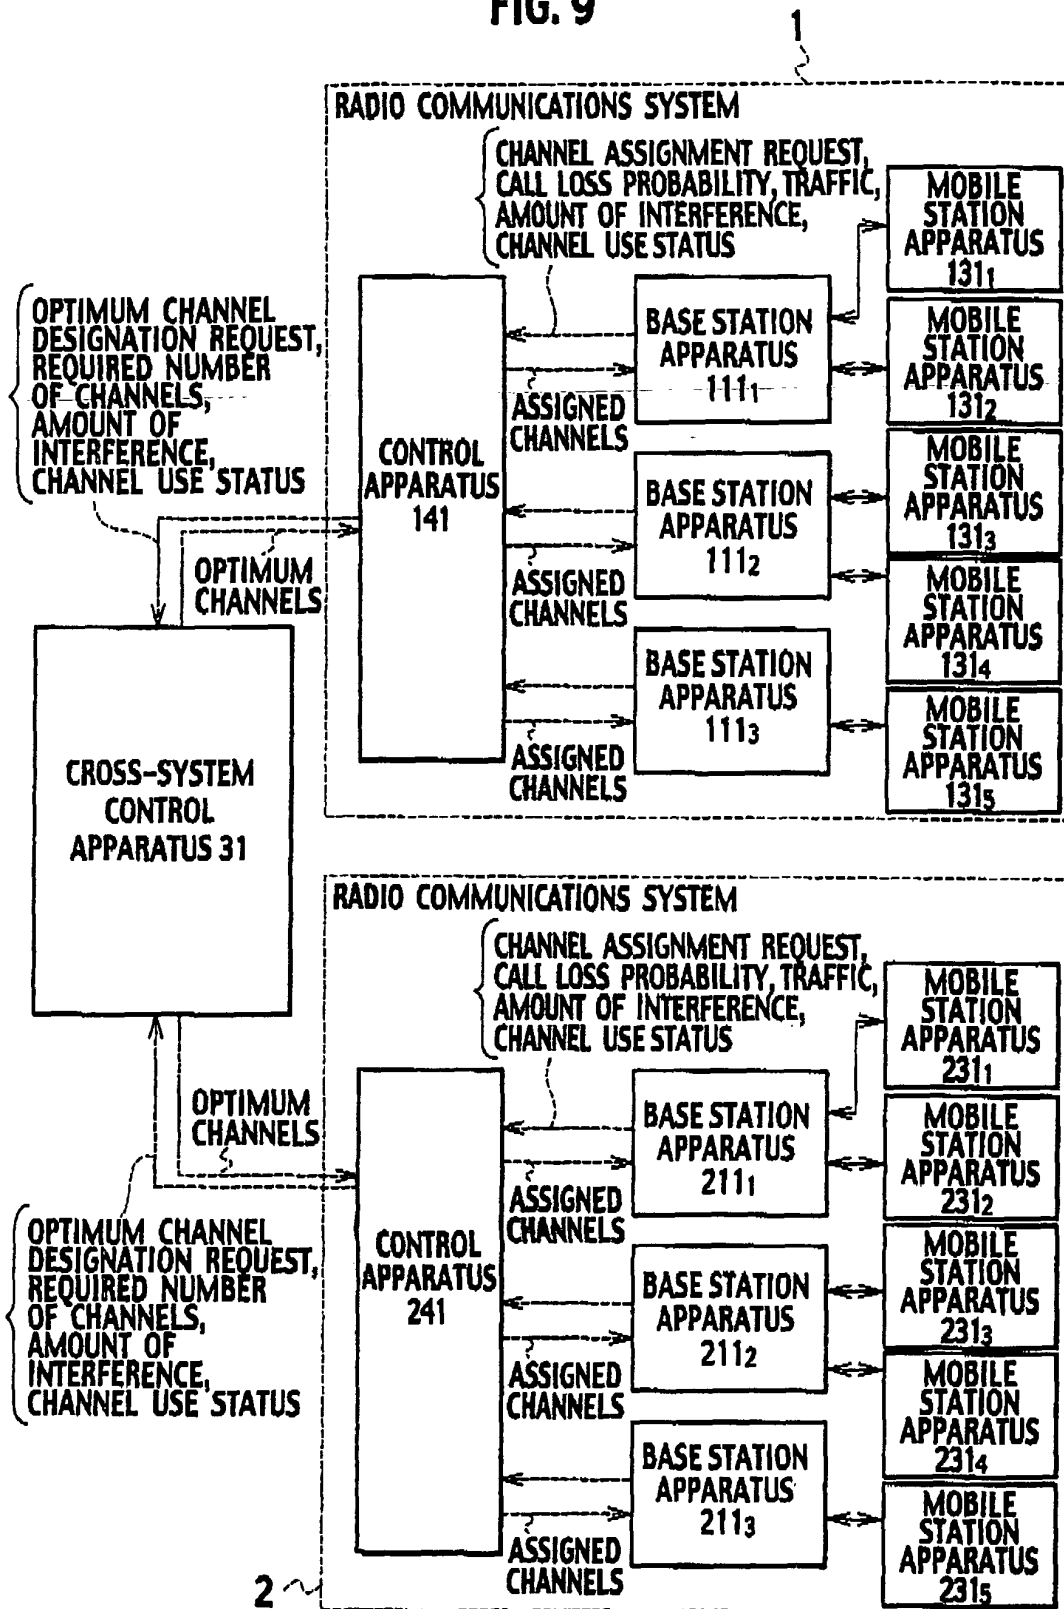 FIG. 9
1
RADIO COMMUNICATIONS SYSTEM
CHANNEL ASSIGNMENT REQUEST,
CALL LOSS PROBABILITY, TRAFFIC,
AMOUNT OF INTERFERENCE,
CHANNEL USE STATUS
MOBILE
STATION
APPARATUS
131₁
OPTIMUM CHANNEL
DESIGNATION REQUEST,
REQUIRED NUMBER
OF CHANNELS,
AMOUNT OF
INTERFERENCE,
CHANNEL USE STATUS
BASE STATION
APPARATUS
111₁
MOBILE
STATION
APPARATUS
131₂
ASSIGNED
CHANNELS
CONTROL
APPARATUS
141
BASE STATION
APPARATUS
111₂
MOBILE
STATION
APPARATUS
131₃
OPTIMUM
CHANNELS
ASSIGNED
CHANNELS
MOBILE
STATION
APPARATUS
131₄
BASE STATION
APPARATUS
111₃
MOBILE
STATION
APPARATUS
131₅
ASSIGNED
CHANNELS
CROSS-SYSTEM
CONTROL
APPARATUS 31
RADIO COMMUNICATIONS SYSTEM
CHANNEL ASSIGNMENT REQUEST,
CALL LOSS PROBABILITY, TRAFFIC,
AMOUNT OF INTERFERENCE,
CHANNEL USE STATUS
MOBILE
STATION
APPARATUS
231₁
OPTIMUM
CHANNELS
BASE STATION
APPARATUS
211₁
MOBILE
STATION
APPARATUS
231₂
ASSIGNED
CHANNELS
OPTIMUM CHANNEL
DESIGNATION REQUEST,
REQUIRED NUMBER
OF CHANNELS,
AMOUNT OF
INTERFERENCE,
CHANNEL USE STATUS
CONTROL
APPARATUS
241
BASE STATION
APPARATUS
211₂
MOBILE
STATION
APPARATUS
231₃
ASSIGNED
CHANNELS
MOBILE
STATION
APPARATUS
231₄
BASE STATION
APPARATUS
211₃
MOBILE
STATION
APPARATUS
231₅
ASSIGNED
CHANNELS
2